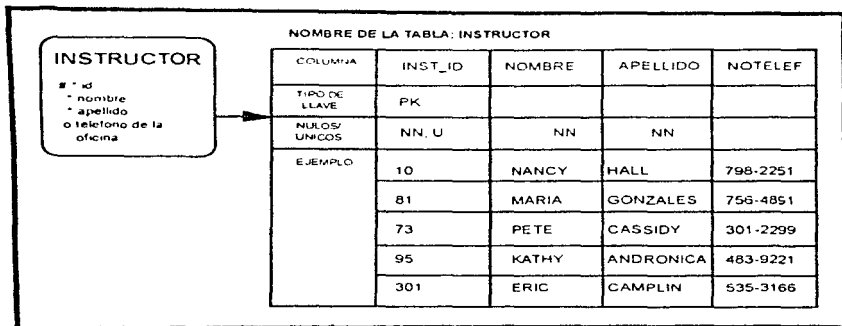 INSTRUCTOR
# * id
* nombre
* apellido
o telefono de la
oficina
NOMBRE DE LA TABLA: INSTRUCTOR
COLUMNA INST_ID NOMBRE APELLIDO NOTELEF
TIPO DE
LLAVE PK
NULOS/
UNICOS NN, U NN NN
EJEMPLO 10 NANCY HALL 798-2251
81 MARIA GONZALES 756-4891
73 PETE CASSIDY 301-2299
95 KATHY ANDRONICA 483-9221
301 ERIC CAMPLIN 535-3166